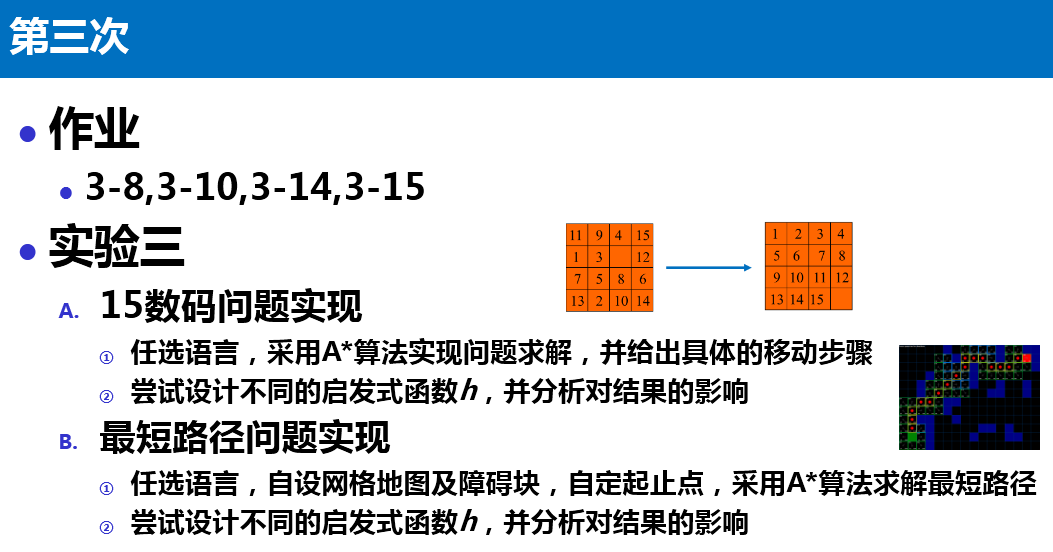 第三次
作业
3-8,3-10,3-14,3-15
实验三
11 9 4 15
1 3 12
7 5 8 6
13 2 10 14
1 2 3 4
5 6 7 8
9 10 11 12
13 14 15
A. 15数码问题实现
① 任选语言，采用A*算法实现问题求解，并给出具体的移动步骤
② 尝试设计不同的启发式函数h，并分析对结果的影响
B. 最短路径问题实现
① 任选语言，自设网格地图及障碍块，自定起止点，采用A*算法求解最短路径
② 尝试设计不同的启发式函数h，并分析对结果的影响